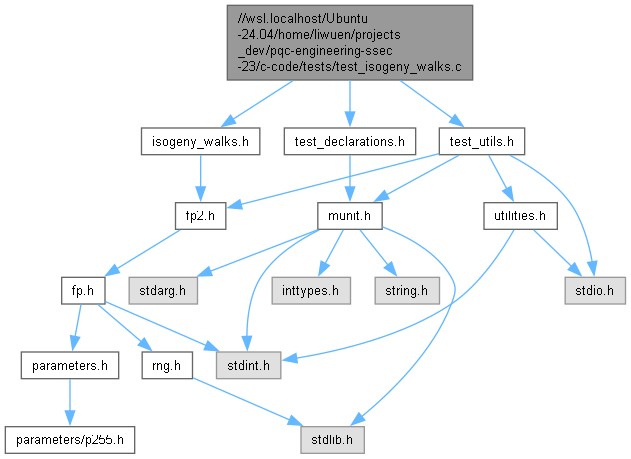 //wsl.localhost/Ubuntu
-24.04/home/liwuen/projects
_dev/pqc-engineering-ssec
-23/c-code/tests/test_isogeny_walks.c
isogeny_walks.h
test_declarations.h
test_utils.h
fp2.h
munit.h
utilities.h
fp.h
stdarg.h
inttypes.h
string.h
stdio.h
parameters.h
rng.h
stdint.h
parameters/p255.h
stdlib.h